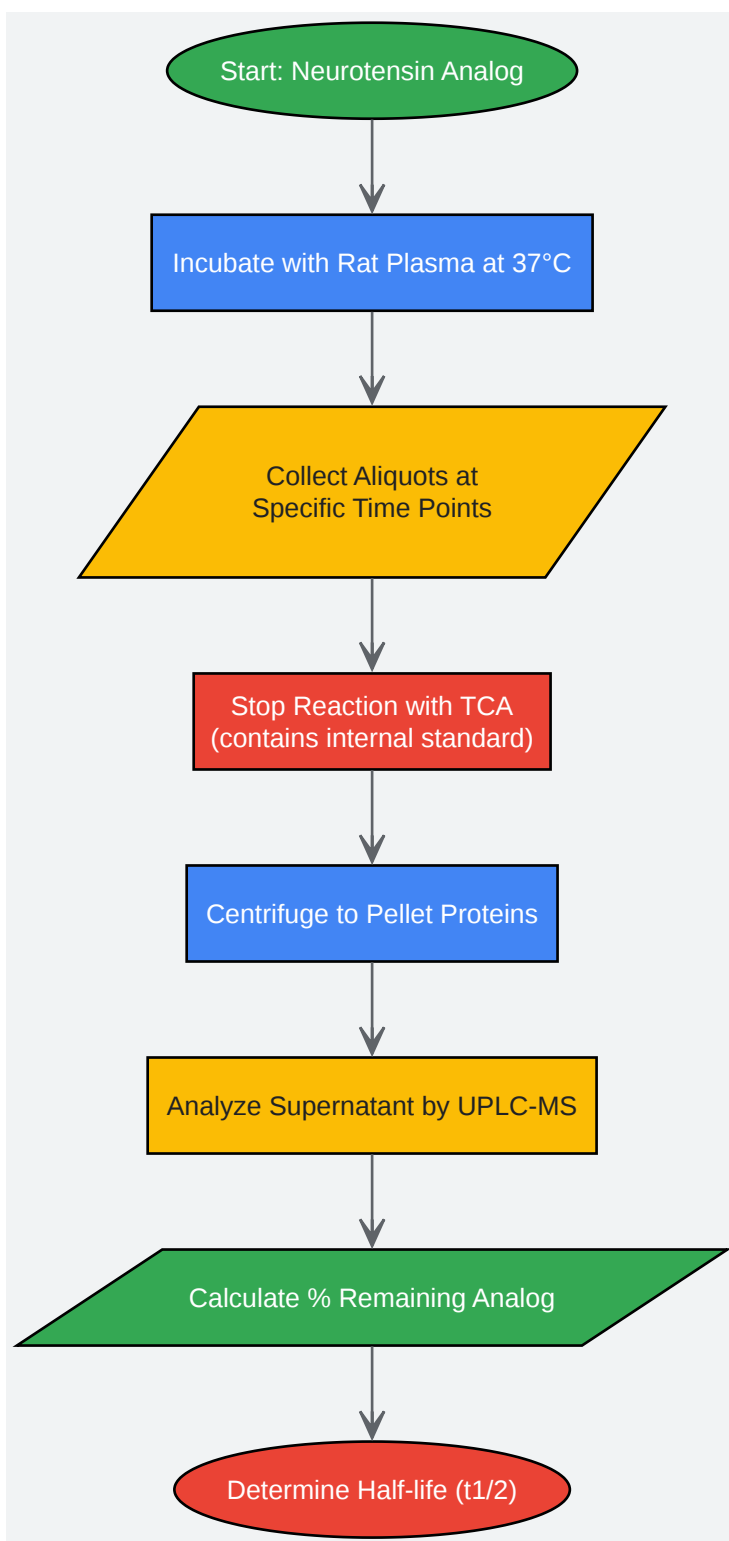 Start: Neurotensin Analog
Incubate with Rat Plasma at 37°C
Collect Aliquots at
Specific Time Points
Stop Reaction with TCA
(contains internal standard)
Centrifuge to Pellet Proteins
Analyze Supernatant by UPLC-MS
Calculate % Remaining Analog
Determine Half-life (t1/2)